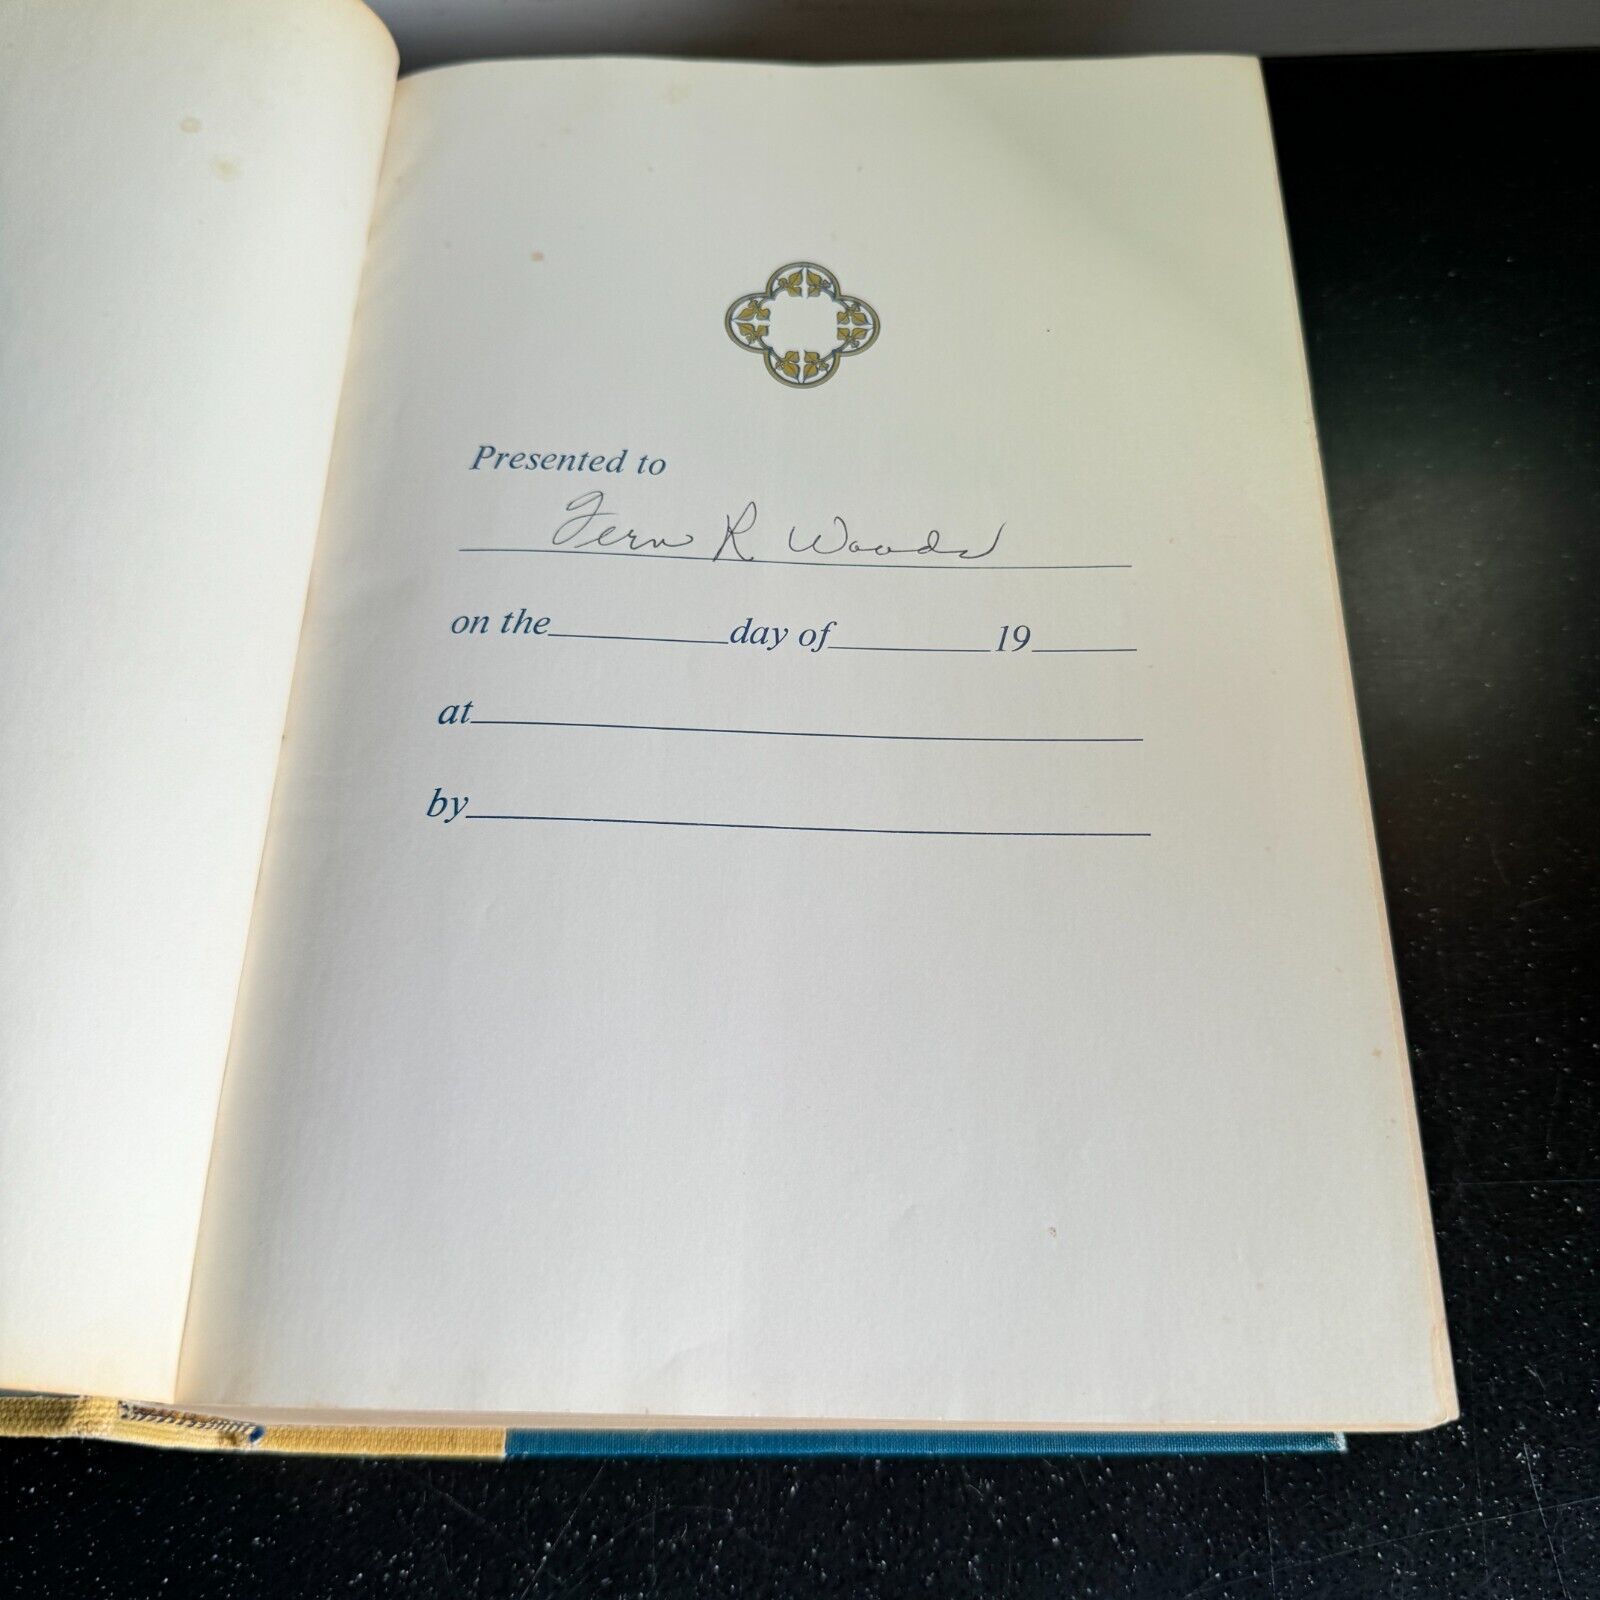 Presented to
Fern R. Woods
on the day of 19
at
by